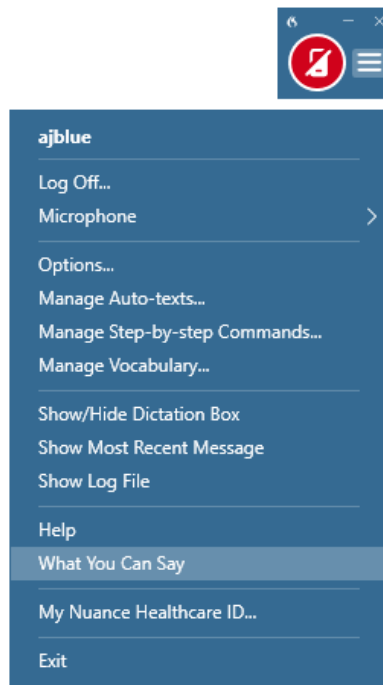 ajblue
Log Off...
Microphone
Options...
Manage Auto-texts...
Manage Step-by-step Commands...
Manage Vocabulary...
Show/Hide Dictation Box
Show Most Recent Message
Show Log File
Help
What You Can Say
My Nuance Healthcare ID...
Exit